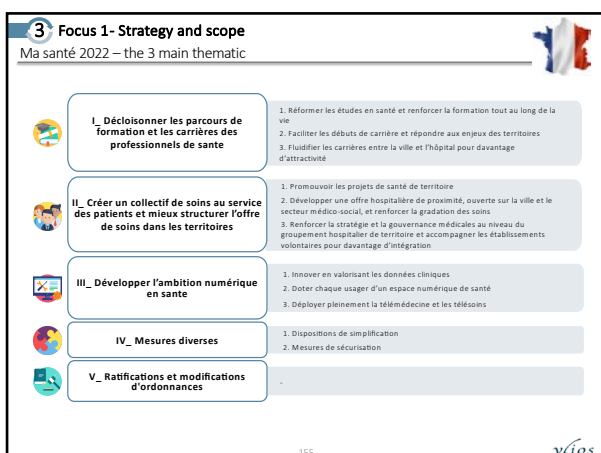 3 Focus 1- Strategy and scope
Ma santé 2022 – the 3 main thematic
I_ Décloisonner les parcours de
formation et les carrières des
professionnels de sante
1. Réformer les études en santé et renforcer la formation tout au long de la
vie
2. Faciliter les débuts de carrière et répondre aux enjeux des territoires
3. Fluidifier les carrières entre la ville et l'hôpital pour davantage
d'attractivité
II_ Créer un collectif de soins au service
des patients et mieux structurer l'offre
de soins dans les territoires
1. Promouvoir les projets de santé de territoire
2. Développer une offre hospitalière de proximité, ouverte sur la ville et le
secteur médico-social, et renforcer la gradation des soins
3. Renforcer la stratégie et la gouvernance médicales au niveau du
groupement hospitalier de territoire et accompagner les établissements
volontaires pour davantage d'intégration
III_ Développer l'ambition numérique
en sante
1. Innover en valorisant les données cliniques
2. Doter chaque usager d'un espace numérique de santé
3. Déployer pleinement la télémédecine et les télésoins
IV_ Mesures diverses
1. Dispositions de simplification
2. Mesures de sécurisation
V_ Ratifications et modifications
d'ordonnances
-
155